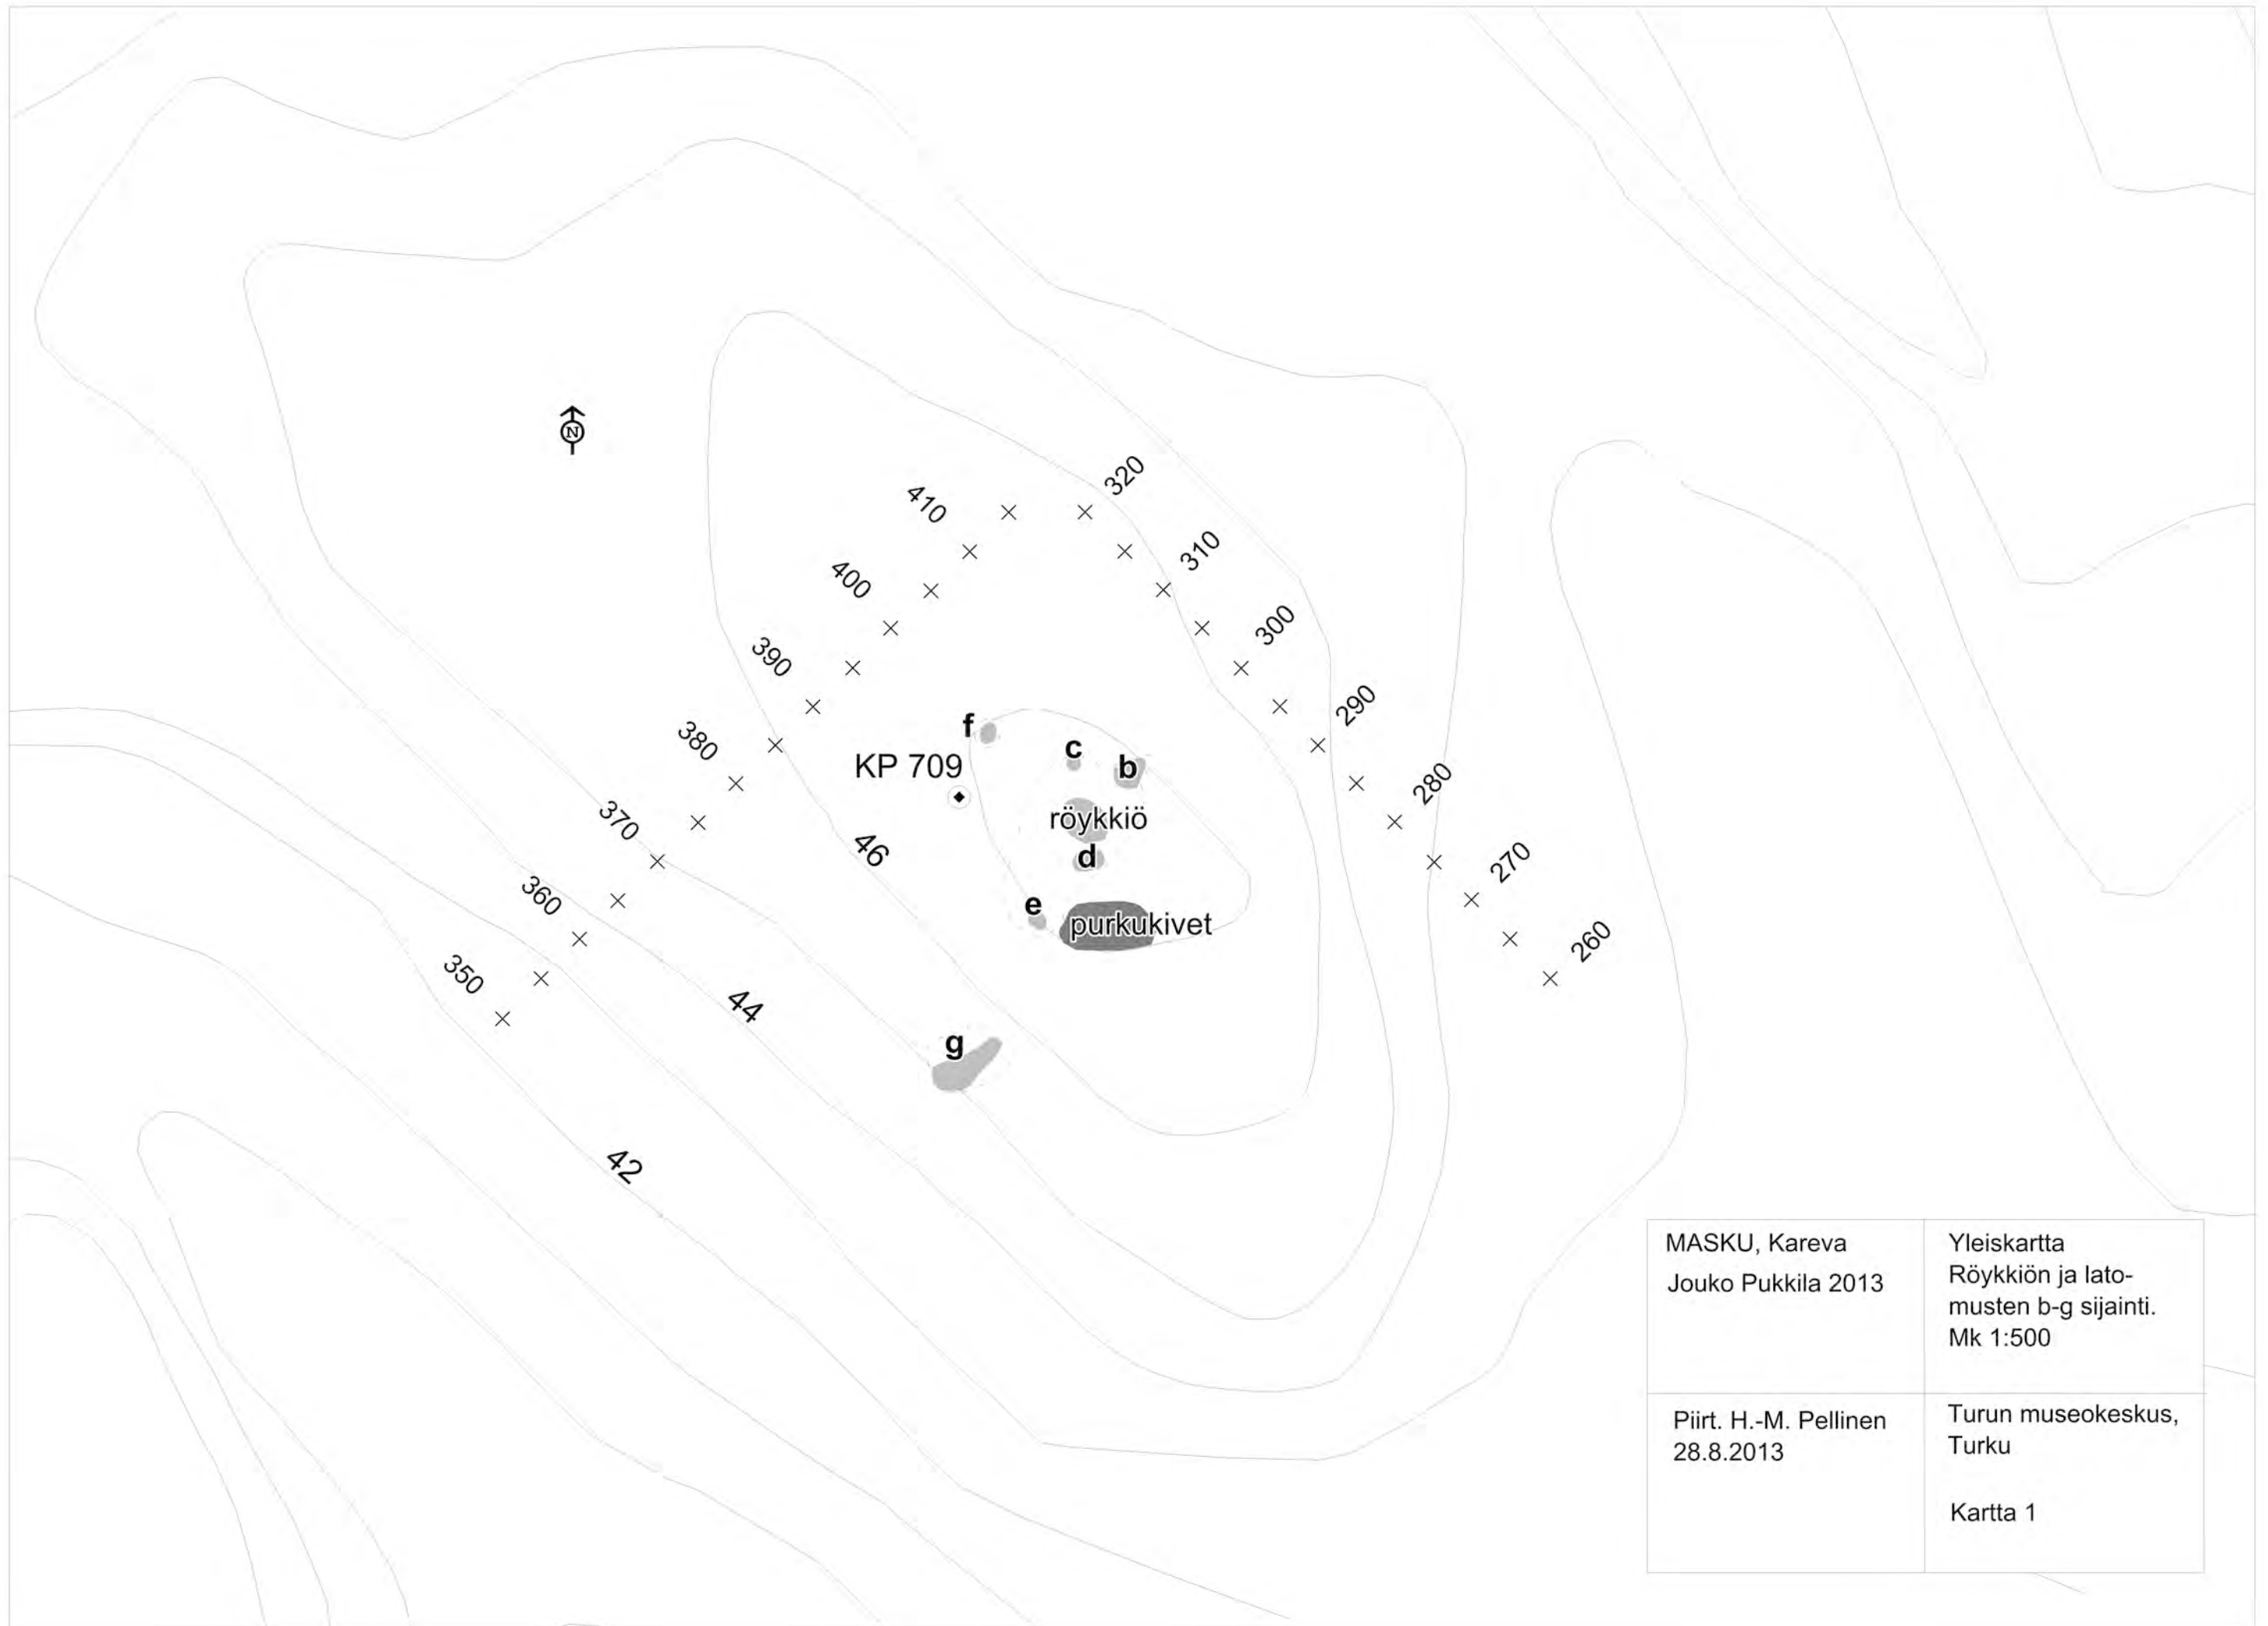 N
320
410
310
400
300
390
290
380
f
c
b
KP 709
280
röykkiö
370
46
d
270
360
e
purkukivet
260
350
44
g
42
MASKU, Kareva
Jouko Pukkila 2013
Yleiskartta
Röykkiön ja lato-
musten b-g sijainti.
Mk 1:500
Piirt. H.-M. Pellinen
28.8.2013
Turun museokeskus,
Turku
Kartta 1